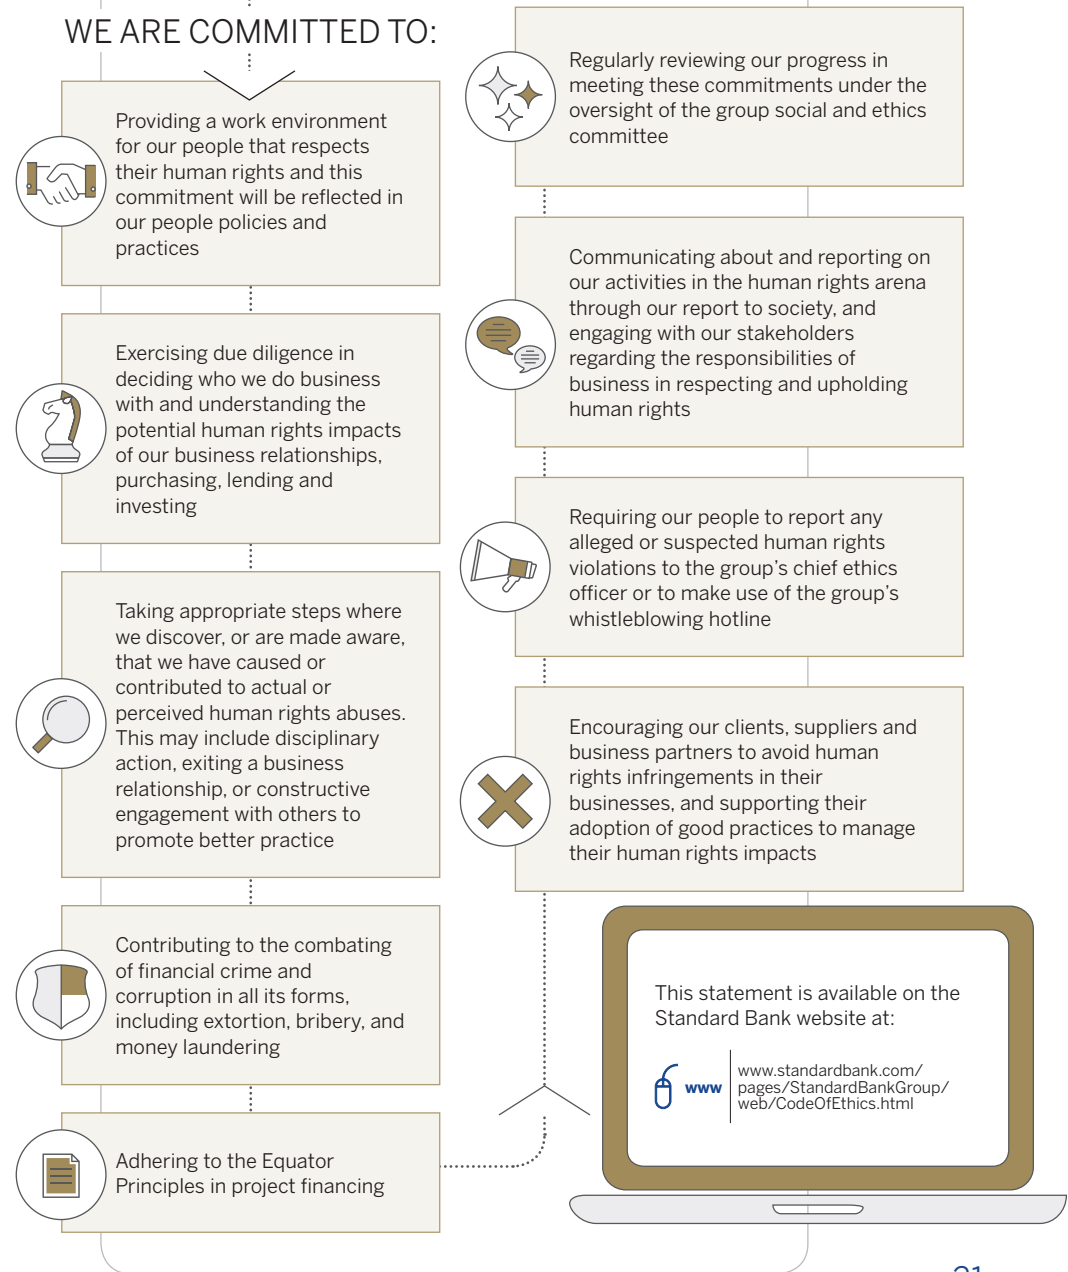 WE ARE COMMITTED TO:
Providing a work environment
for our people that respects
their human rights and this
commitment will be reflected in
our people policies and
practices
Exercising due diligence in
deciding who we do business
with and understanding the
potential human rights impacts
of our business relationships,
purchasing, lending and
investing
Taking appropriate steps where
we discover, or are made aware,
that we have caused or
contributed to actual or
perceived human rights abuses.
This may include disciplinary
action, exiting a business
relationship, or constructive
engagement with others to
promote better practice
Contributing to the combating
of financial crime and
corruption in all its forms,
including extortion, bribery, and
money laundering
Adhering to the Equator
Principles in project financing
Regularly reviewing our progress in
meeting these commitments under the
oversight of the group social and ethics
committee
Communicating about and reporting on
our activities in the human rights arena
through our report to society, and
engaging with our stakeholders
regarding the responsibilities of
business in respecting and upholding
human rights
Requiring our people to report any
alleged or suspected human rights
violations to the group's chief ethics
officer or to make use of the group's
whistleblowing hotline
Encouraging our clients, suppliers and
business partners to avoid human
rights infringements in their
businesses, and supporting their
adoption of good practices to manage
their human rights impacts
This statement is available on the
Standard Bank website at:
www
www.standardbank.com/
pages/StandardBankGroup/
web/CodeOfEthics.html